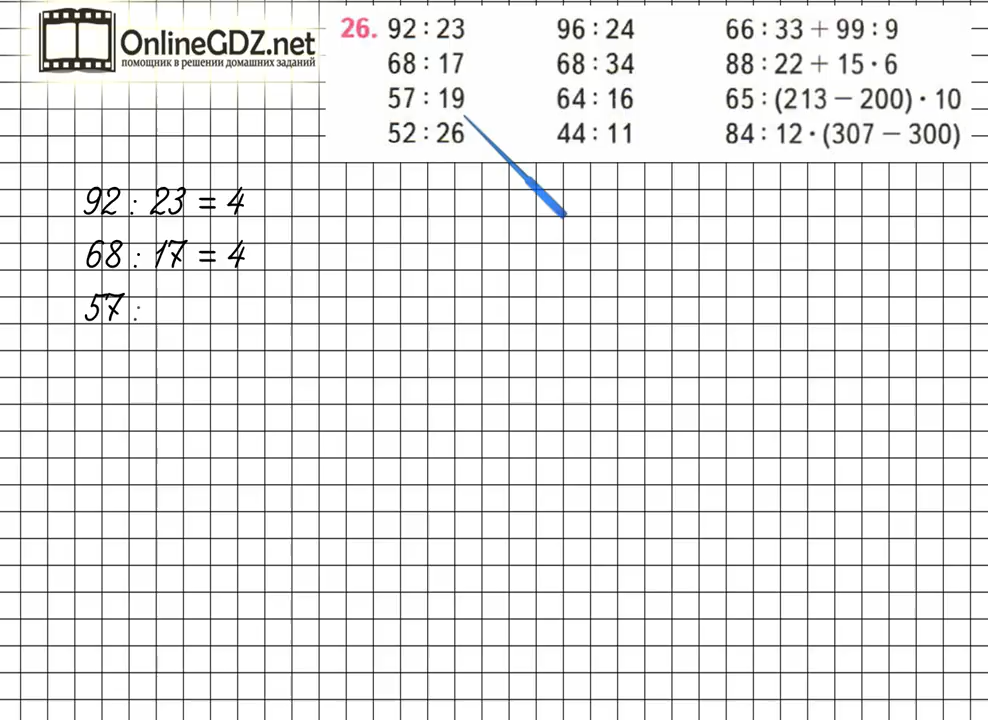 OnlineGDZ.net
помощник в решении домашних заданий
26. 92 : 23
68 : 17
57 : 19
52 : 26
96 : 24
68 : 34
64 : 16
44 : 11
66 : 33 + 99 : 9
88 : 22 + 15 · 6
65 : (213 − 200) · 10
84 : 12 · (307 − 300)
92 : 23 = 4
68 : 17 = 4
57 :